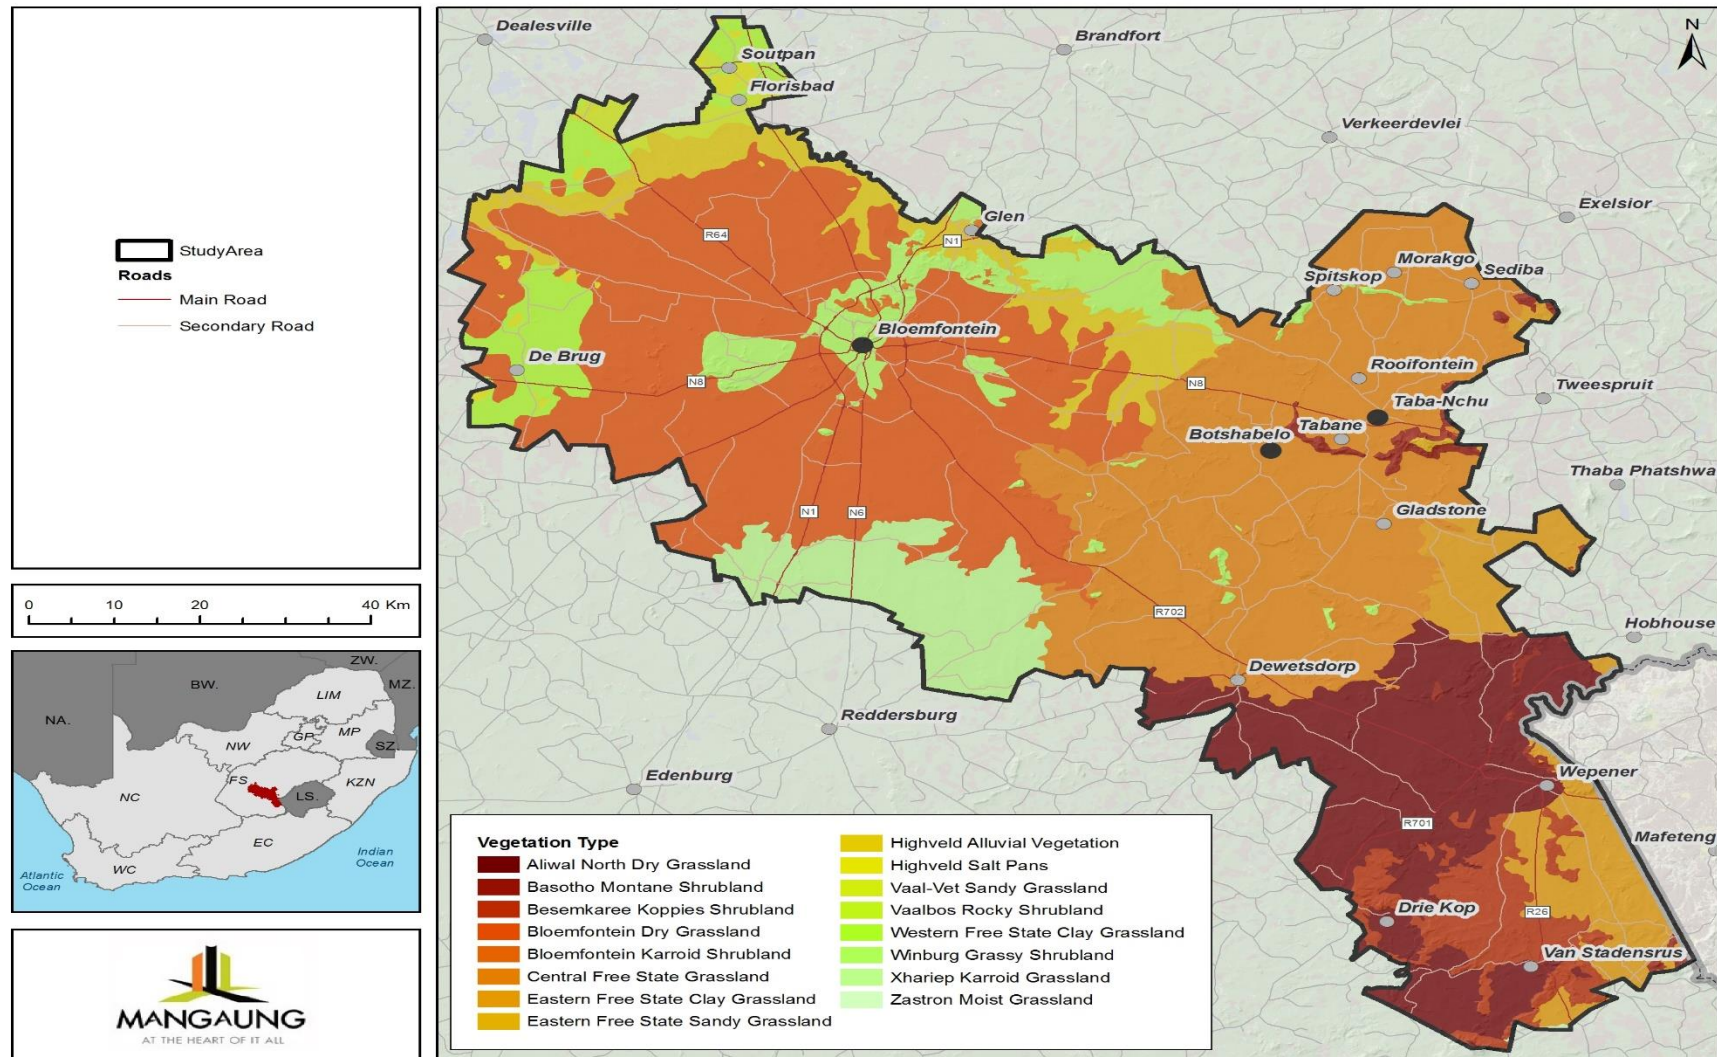 StudyArea
Roads
Main Road
Secondary Road
0 10 20 40 Km
ZW.
BW.
LIM
MZ.
NA.
NW
GP
MP
SZ.
FS
KZN
NC
LS.
EC
WC
Atlantic
Ocean
Indian
Ocean
MANGAUNG
AT THE HEART OF IT ALL
N
Dealesville
Brandfort
Soutpan
Florisbad
Verkeerdevlei
Exelsior
Glen
R64
N1
Morakgo
Sediba
Spitskop
Bloemfontein
De Brug
Rooifontein
N8
N8
Tweespruit
Taba-Nchu
Tabane
Botshabelo
Thaba Phatshwa
N1
N6
Gladstone
R702
Hobhouse
Dewetsdorp
Reddersburg
Edenburg
Wepener
R701
Mafeteng
Drie Kop
R26
Van Stadensrus
Vegetation Type
Aliwal North Dry Grassland
Basotho Montane Shrubland
Besemkaree Koppies Shrubland
Bloemfontein Dry Grassland
Bloemfontein Karroid Shrubland
Central Free State Grassland
Eastern Free State Clay Grassland
Eastern Free State Sandy Grassland
Highveld Alluvial Vegetation
Highveld Salt Pans
Vaal-Vet Sandy Grassland
Vaalbos Rocky Shrubland
Western Free State Clay Grassland
Winburg Grassy Shrubland
Xhariep Karroid Grassland
Zastron Moist Grassland